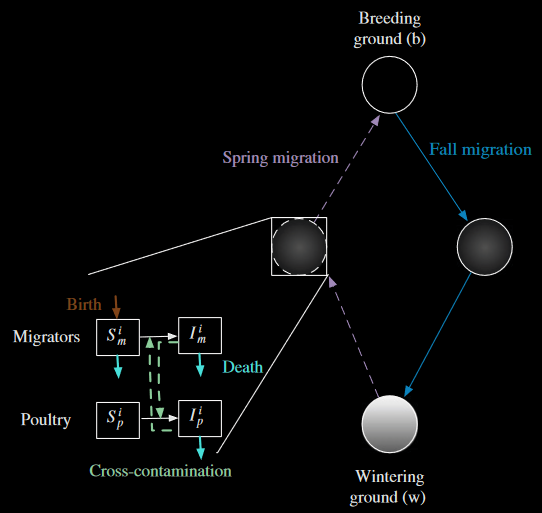 Breeding
ground (b)
Spring migration
Fall migration
Birth
Migrators
S_m^i
I_m^i
Death
Poultry
S_p^i
I_p^i
Cross-contamination
Wintering
ground (w)